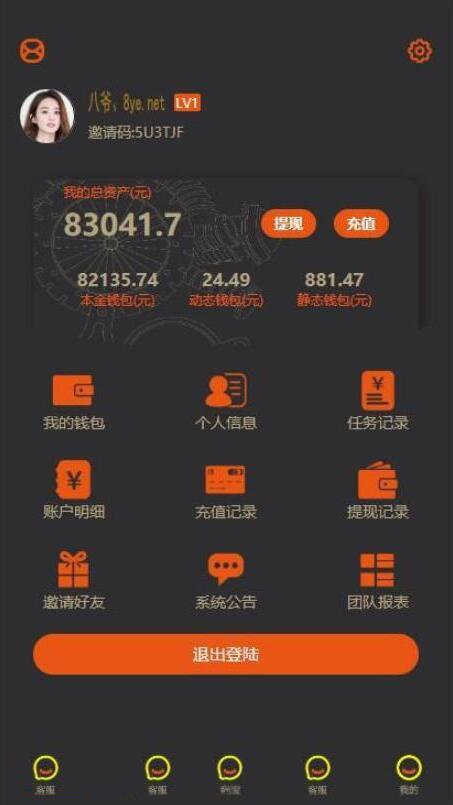 八爷、8ye.net LV1
邀请码:5U3TJF
我的总资产(元)
83041.7 提现 充值
82135.74 24.49 881.47
本金钱包(元) 动态钱包(元) 静态钱包(元)
我的钱包 个人信息 任务记录
账户明细 充值记录 提现记录
邀请好友 系统公告 团队报表
退出登陆
客服 客服 客服 我的